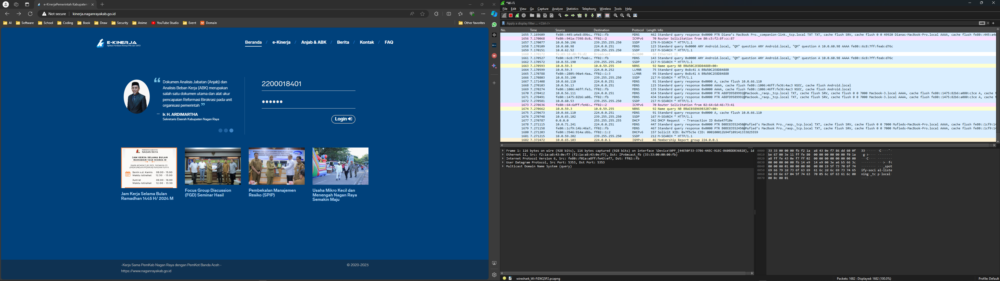 e-KinerjaPemerintah Kabupaten
Not secure
kinerja.naganrayakab.go.id
AI
Software
School
Coding
Book
Draw
Security
Anime
YouTube Studio
Event
Domain
Other favorites
E-KINERJA
Aplikasi Penilaian Kinerja PNS dan SKPD
Beranda / e-Kinerja / Anjab & ABK / Berita / Kontak / FAQ
“ Dokumen Analisis Jabatan (Anjab) dan
Analisis Beban Kerja (ABK) merupakan
salah satu dokumen utama dan alat ukur
pencapaian Reformasi Birokrasi pada unit
organisasi pemerintah ”
— Ir. H. ARDIMARTHA
Sekretaris Daerah Kabupaten Nagan Raya
2200018401
••••••
Login
PEMERINTAH KABUPATEN
NAGAN RAYA
JAM KERJA SELAMA BULAN
RAMADAN 1445 H/2024 M
BAGI APARATUR SIPIL NEGARA DI
LINGKUNGAN PEMKAB NAGAN RAYA
Senin s.d. Kamis 08.00 - 15.00
Waktu Istirahat 12.30 - 13.00
Jum'at 08.00 - 16.00
Waktu Istirahat 12.00 - 13.30
Jam Kerja Selama Bulan
Ramadhan 1445 H/ 2024 M
Focus Group Discussion
(FGD) Seminar Hasil
Pembekalan Manajemen
Resiko (SPIP)
Usaha Mikro Kecil dan
Menengah Nagan Raya
Semakin Maju
-Kerja Sama PemKab Nagan Raya dengan PemKot Banda Aceh -
https://www.naganrayakab.go.id
© 2020-2023
*Wi-Fi
File Edit View Go Capture Analyze Statistics Telephony Wireless Tools Help
Apply a display filter ... <Ctrl-/>
No. Time Source Destination Protocol Length Info
1655 7.169609 fe80::445:a4e8:89bc… ff02::fb MDNS 462 Standard query response 0x0000 PTR Diana’s MacBook Pro._companion-link._tcp.local TXT TXT, cache flush SRV, cache flush 0 0 49920 Dianas-MacBook-Pro.local AAAA, cache flush fe80::445:a4e
1656 7.170068 fe80::941a:7398:8c0… ff02::2 ICMPv6 70 Router Solicitation from 80:c5:f2:8f:cc:87
1657 7.170077 10.0.50.196 239.255.255.250 SSDP 179 M-SEARCH * HTTP/1.1
1658 7.170109 10.0.60.98 224.0.0.251 MDNS 123 Standard query 0x0000 ANY Android.local, "QM" question ANY Android.local, "QM" question A 10.0.60.98 AAAA fe80::6c8:7ff:feab:d76c
1659 7.170151 10.0.62.52 239.255.255.250 SSDP 217 M-SEARCH * HTTP/1.1
1660 7.170172 fe:03:18:d0:f6:d2 Broadcast 0x3600 68 Ethernet II
1661 7.170527 fe80::6c8:7ff:feab:… ff02::fb MDNS 143 Standard query 0x0000 ANY Android.local, "QM" question ANY Android.local, "QM" question A 10.0.60.98 AAAA fe80::6c8:7ff:feab:d76c
1662 7.170572 10.0.55.190 239.255.255.250 SSDP 217 M-SEARCH * HTTP/1.1
1663 7.170593 10.0.59.3 10.0.59.255 NBNS 92 Name query NB BRW50C2E8D8488B<00>
1664 7.170599 10.0.59.3 224.0.0.252 LLMNR 75 Standard query 0x8c41 A BRW50C2E8D8488B
1665 7.170788 fe80::2805:90a4:4aa… ff02::1:3 LLMNR 95 Standard query 0x8c41 A BRW50C2E8D8488B
1666 7.170803 10.0.55.190 239.255.255.250 SSDP 217 M-SEARCH * HTTP/1.1
1667 7.171408 10.0.66.110 224.0.0.251 MDNS 91 Standard query response 0x0000 A, cache flush 10.0.66.110
1668 7.270103 10.0.56.13 224.0.0.251 MDNS 115 Standard query response 0x0000 AAAA, cache flush fe80::1006:46ff:fe36:4ac3 NSEC, cache flush Android.local
1669 7.270274 fe80::1006:46ff:fe3… ff02::fb MDNS 135 Standard query response 0x0000 AAAA, cache flush fe80::1006:46ff:fe36:4ac3 NSEC, cache flush Android.local
1670 7.270412 10.0.56.111 224.0.0.251 MDNS 414 Standard query response 0x0000 PTR A88FD9589992@Macbook._raop._tcp.local TXT, cache flush SRV, cache flush 0 0 7000 Macbook-3.local AAAA, cache flush fe80::1475:82b6:a080:c3ce A, cache f
1671 7.270491 fe80::1475:82b6:a08… ff02::fb MDNS 434 Standard query response 0x0000 PTR A88FD9589992@Macbook._raop._tcp.local TXT, cache flush SRV, cache flush 0 0 7000 Macbook-3.local AAAA, cache flush fe80::1475:82b6:a080:c3ce A, cache f
1672 7.270581 10.0.60.53 239.255.255.250 SSDP 217 M-SEARCH * HTTP/1.1
1673 7.270636 fe80::64:6dff:fe46:… ff02::2 ICMPv6 70 Router Solicitation from 02:64:6d:46:73:41
1674 7.270662 10.0.59.3 10.0.59.255 NBNS 92 Name query NB BRWC038969B32B7<00>
1675 7.270673 10.0.66.110 224.0.0.251 MDNS 91 Standard query response 0x0000 A, cache flush 10.0.66.110
1676 7.270748 10.0.65.102 239.255.255.250 SSDP 167 M-SEARCH * HTTP/1.1
1677 7.270787 0.0.0.0 255.255.255.255 DHCP 342 DHCP Request - Transaction ID 0x6e47f10e
1678 7.271115 10.0.71.241 224.0.0.251 MDNS 447 Standard query response 0x0000 PTR B0BE83552450@Mufied’s MacBook Pro._raop._tcp.local TXT, cache flush SRV, cache flush 0 0 7000 Mufieds-MacBook-Pro.local AAAA, cache flush fe80::1cf9:14
1679 7.271158 fe80::1cf9:14b:46a7… ff02::fb MDNS 467 Standard query response 0x0000 PTR B0BE83552450@Mufied’s MacBook Pro._raop._tcp.local TXT, cache flush SRV, cache flush 0 0 7000 Mufieds-MacBook-Pro.local AAAA, cache flush fe80::1cf9:14
1680 7.271203 fe80::3546:914a:d6b… ff02::1:2 DHCPv6 157 Solicit XID: 0x7f5c5e CID: 000100012b94f109141333825559
1681 7.271215 10.0.59.202 239.255.255.250 SSDP 212 M-SEARCH * HTTP/1.1
1682 7.372472 10.0.65.103 224.0.0.1 IGMPv2 46 Membership Report group 224.0.0.1
Frame 1: 116 bytes on wire (928 bits), 116 bytes captured (928 bits) on interface \Device\NPF_{44E50F33-37B6-44EC-91EC-B60BDDB36B28}, id
Ethernet II, Src: f2:1a:a8:43:0e:f7 (f2:1a:a8:43:0e:f7), Dst: IPv6mcast_fb (33:33:00:00:00:fb)
Internet Protocol Version 6, Src: fe80::f01a:a8ff:fe43:ef7, Dst: ff02::fb
User Datagram Protocol, Src Port: 5353, Dst Port: 5353
Multicast Domain Name System (query)
0000 33 33 00 00 00 fb f2 1a a8 43 0e f7 86 dd 60 0f 33······ ·C····`·
0010 be 67 00 3e 11 ff fe 80 00 00 00 00 00 00 f0 1a ·g·>···· ········
0020 a8 ff fe 43 0e f7 ff 02 00 00 00 00 00 00 00 00 ···C···· ········
0030 00 00 00 00 00 fb 14 e9 14 e9 00 3e a6 b5 66 3c ········ ···>··f<
0040 00 00 00 01 00 00 00 00 00 00 19 5f 73 70 6f 74 ········ ···_spot
0050 69 66 79 2d 73 6f 63 69 61 6c 2d 6c 69 73 74 65 ify-soci al-liste
0060 6e 69 6e 67 04 5f 74 63 70 05 6c 6f 63 61 6c 00 ning·_tc p·local·
0070 00 0c 00 01 ····
wireshark_Wi-FiD6Q5P2.pcapng
Packets: 1682 · Displayed: 1682 (100.0%)
Profile: Default